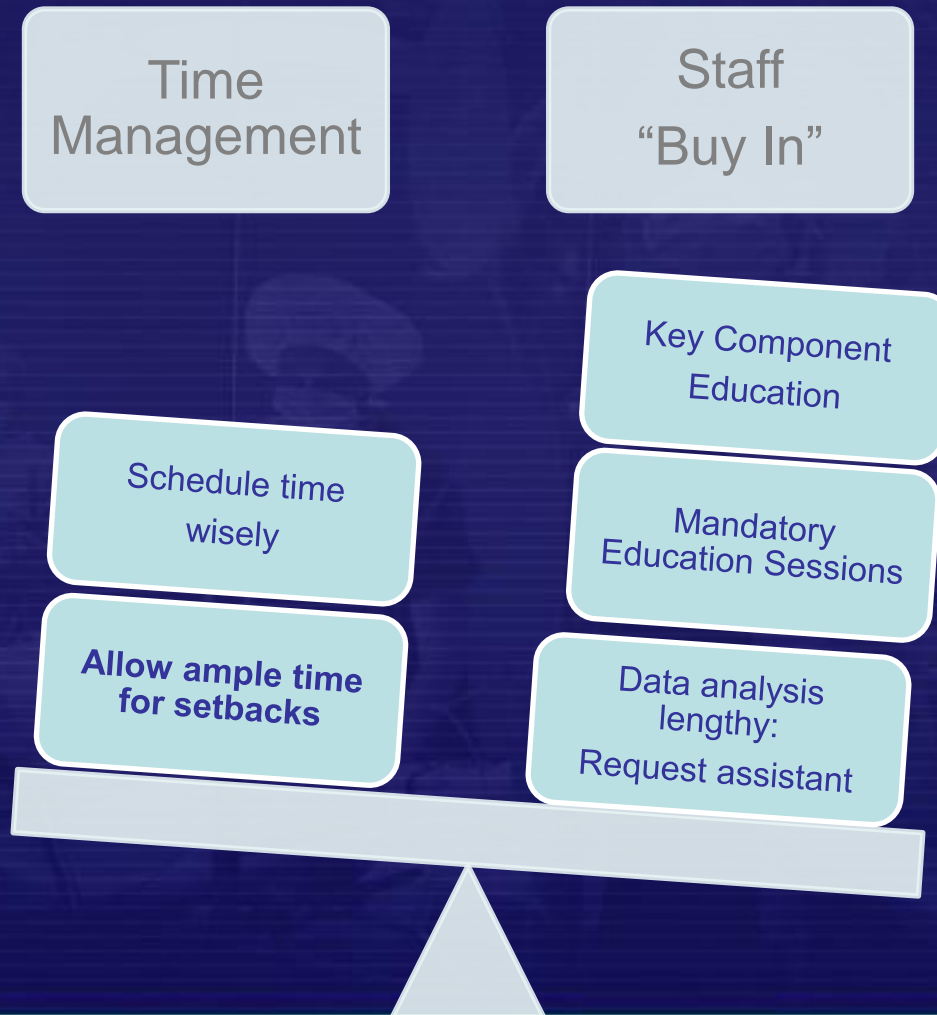 Time
Management
Staff
“Buy In”
Schedule time
wisely
Allow ample time
for setbacks
Key Component
Education
Mandatory
Education Sessions
Data analysis
lengthy:
Request assistant